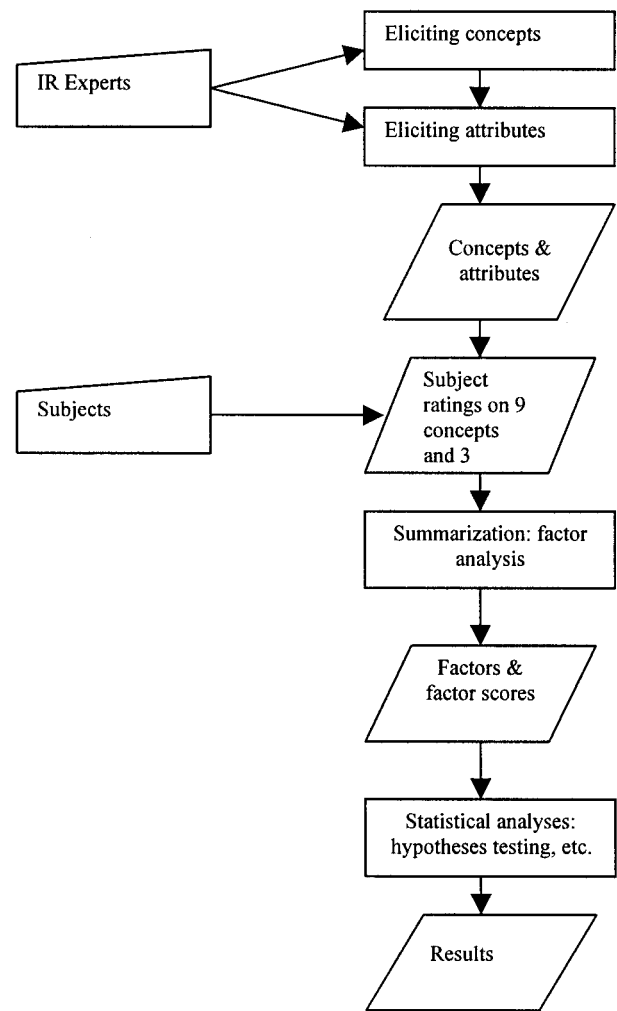 Eliciting concepts
IR Experts
Eliciting attributes
Concepts &
attributes
Subjects
Subject
ratings on 9
concepts
and 3
Summarization: factor
analysis
Factors &
factor scores
Statistical analyses:
hypotheses testing, etc.
Results